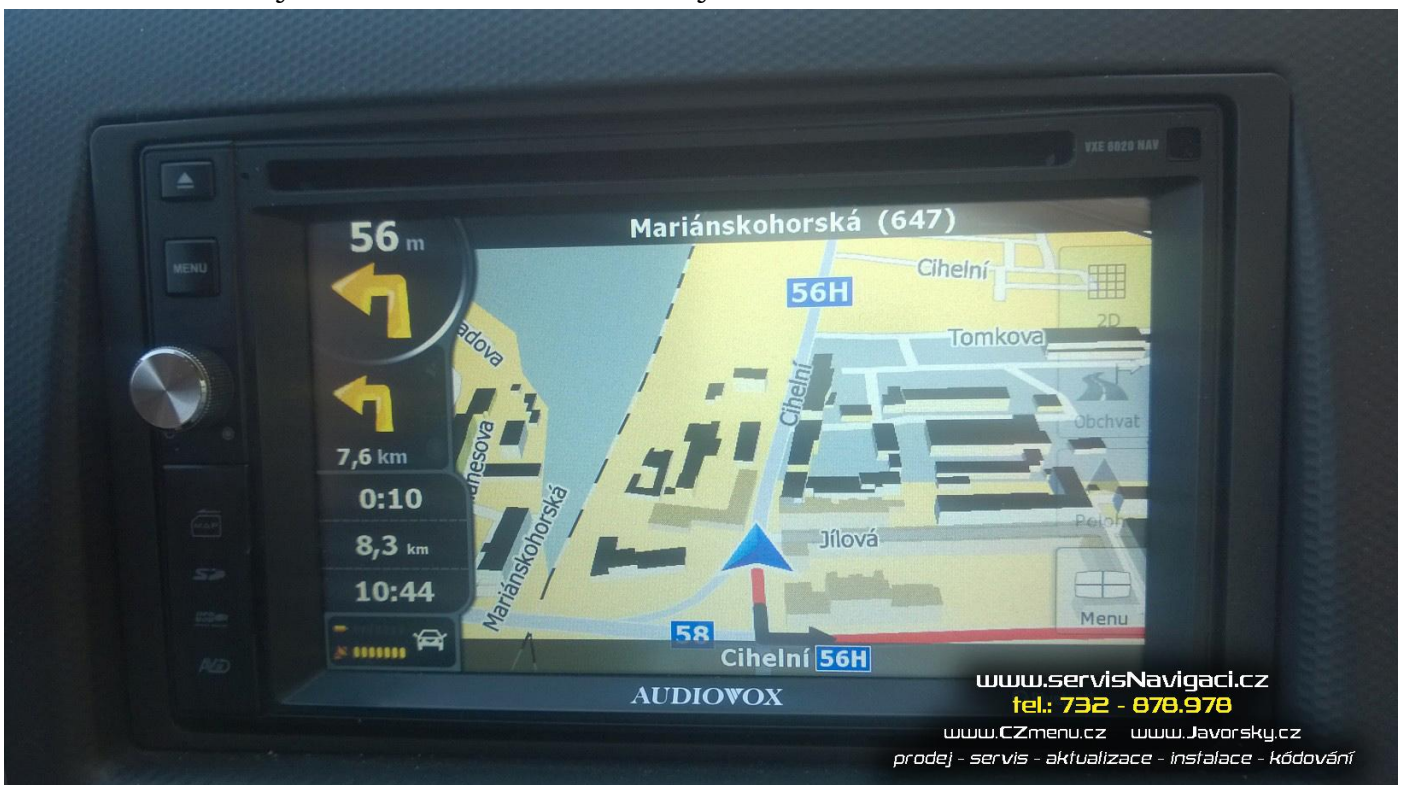 VXE 6020 NAV
MENU
56 m
Mariánskohorská (647)
Cihelní
56H
2D
Tomkova
Obchvat
Cihelní
7,6 km
0:10
Mariánskohorská
8,3 km
Jílová
10:44
Menu
58
Cihelní 56H
AUDIOVOX
www.servisNavigaci.cz
tel.: 732 - 878.978
www.CZmenu.cz www.Javorsky.cz
prodej - servis - aktualizace - instalace - kódování